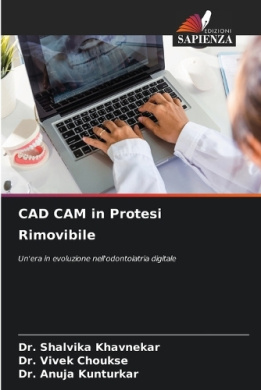 EDIZIONI
SAPIENZA
CAD CAM in Protesi
Rimovibile
Un'era in evoluzione nell'odontoiatria digitale
Dr. Shalvika Khavnekar
Dr. Vivek Choukse
Dr. Anuja Kunturkar